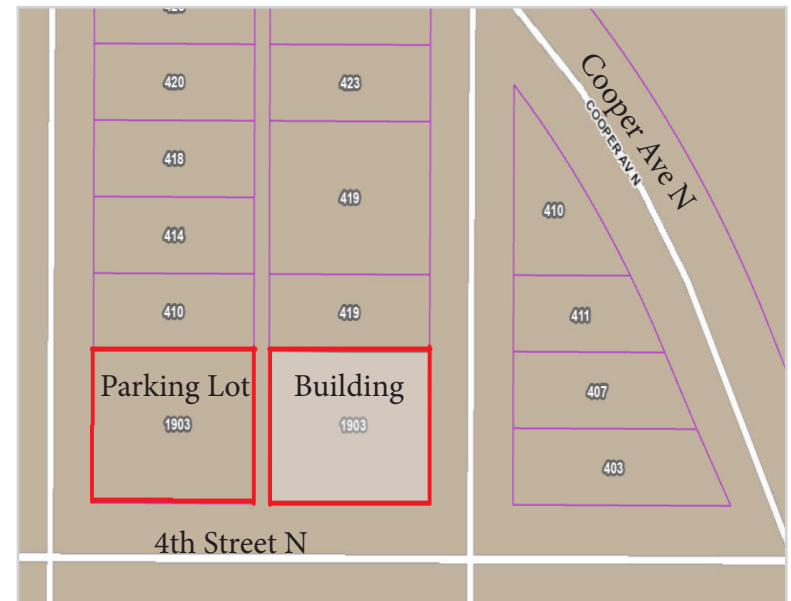 420
423
418
419
414
410
419
Parking Lot
1903
Building
1903
4th Street N
Cooper Ave N
COOPER AV N
410
411
407
403